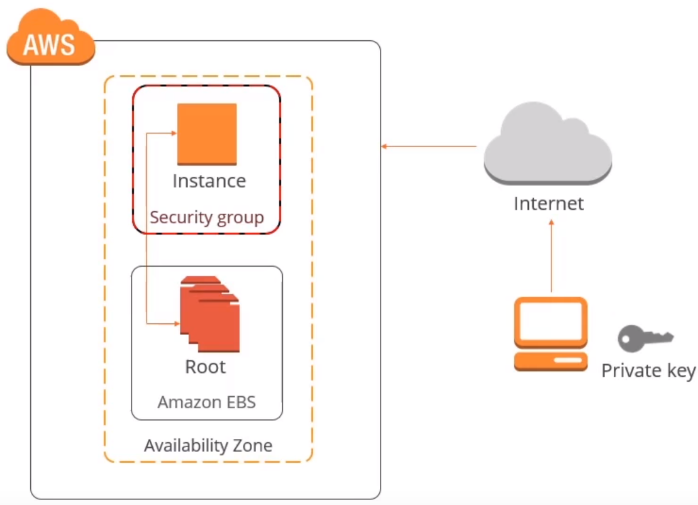 AWS
Instance
Security group
Root
Amazon EBS
Availability Zone
Internet
Private key